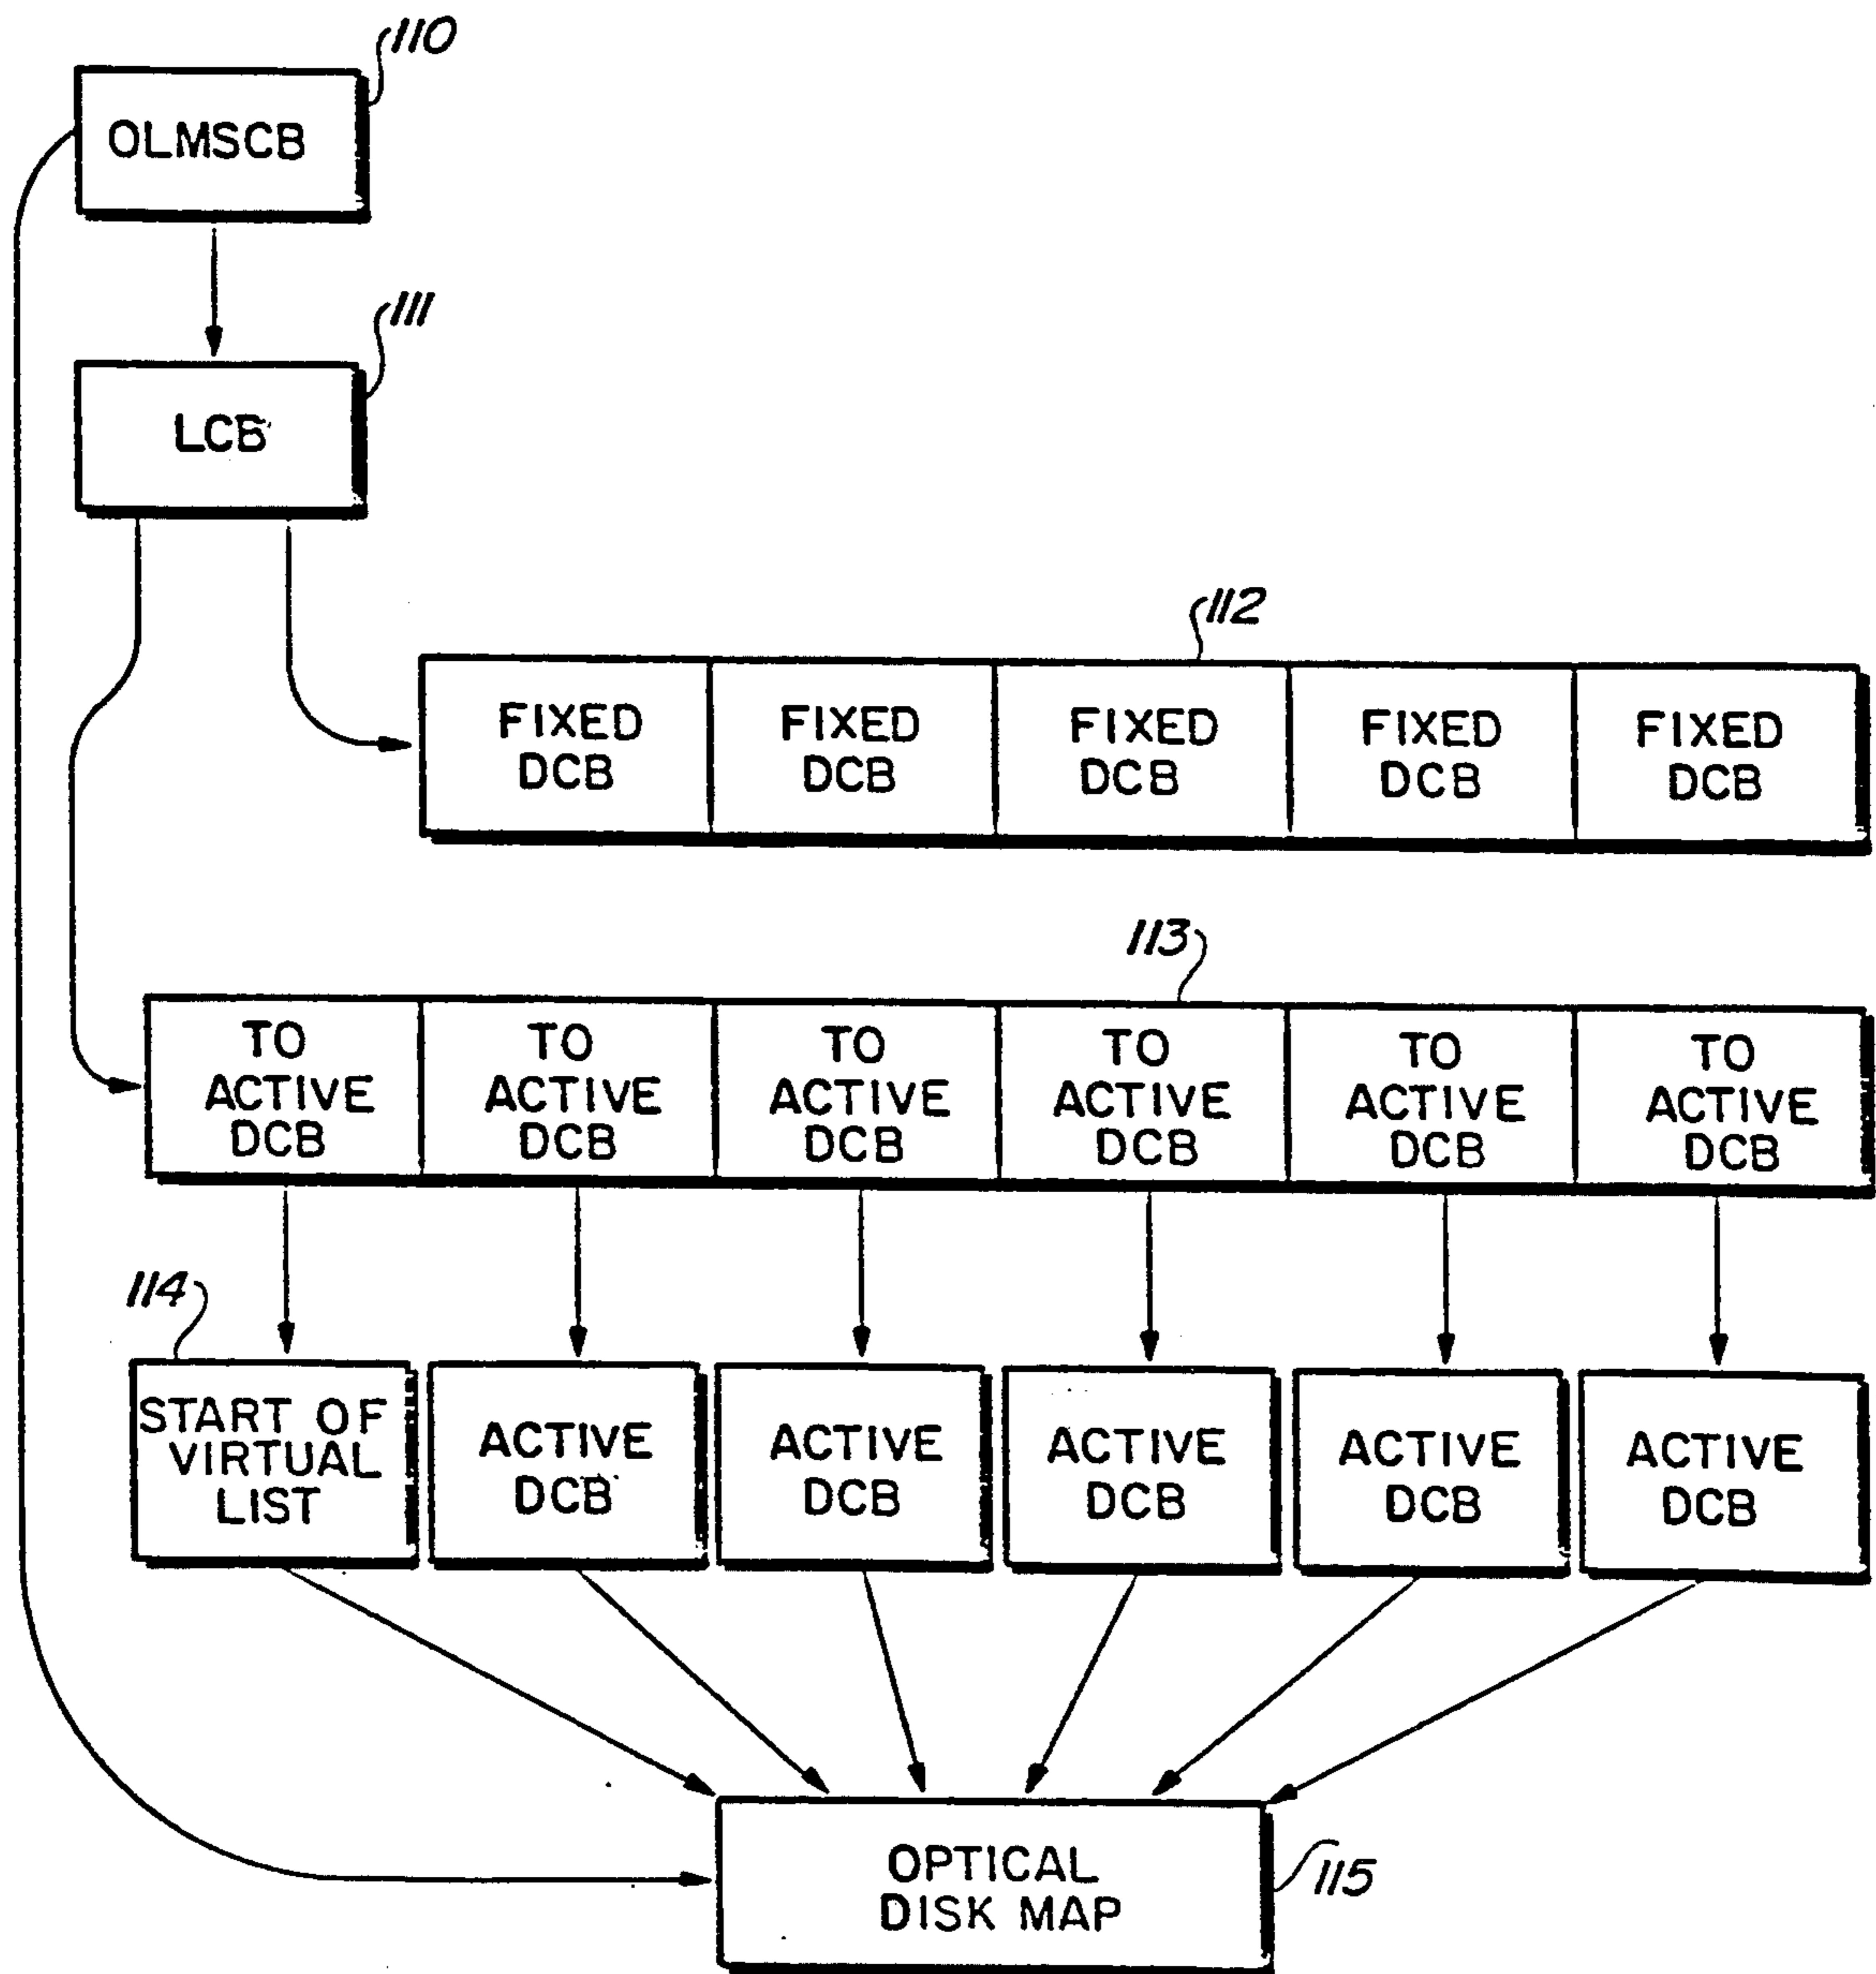 110
OLMSCB
111
LCB
112
FIXED DCB
FIXED DCB
FIXED DCB
FIXED DCB
FIXED DCB
113
TO ACTIVE DCB
TO ACTIVE DCB
TO ACTIVE DCB
TO ACTIVE DCB
TO ACTIVE DCB
TO ACTIVE DCB
114
START OF VIRTUAL LIST
ACTIVE DCB
ACTIVE DCB
ACTIVE DCB
ACTIVE DCB
ACTIVE DCB
OPTICAL DISK MAP
115